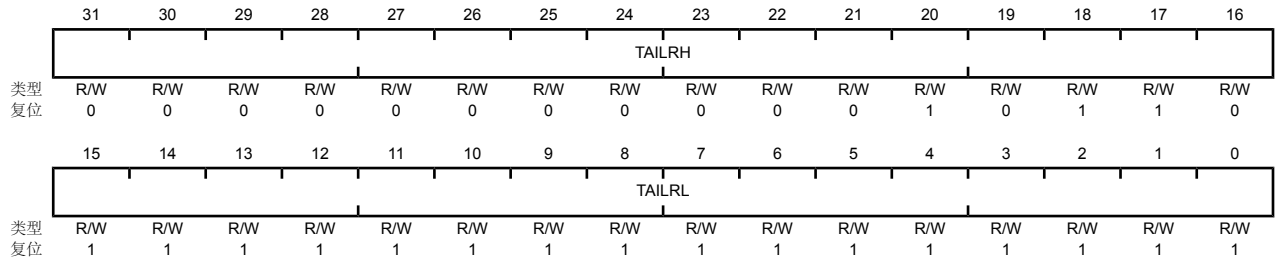 31 30 29 28 27 26 25 24 23 22 21 20 19 18 17 16
TAILRH
类型 R/W R/W R/W R/W R/W R/W R/W R/W R/W R/W R/W R/W R/W R/W R/W R/W
复位 0 0 0 0 0 0 0 0 0 0 0 1 0 1 1 0
15 14 13 12 11 10 9 8 7 6 5 4 3 2 1 0
TAILRL
类型 R/W R/W R/W R/W R/W R/W R/W R/W R/W R/W R/W R/W R/W R/W R/W R/W
复位 1 1 1 1 1 1 1 1 1 1 1 1 1 1 1 1